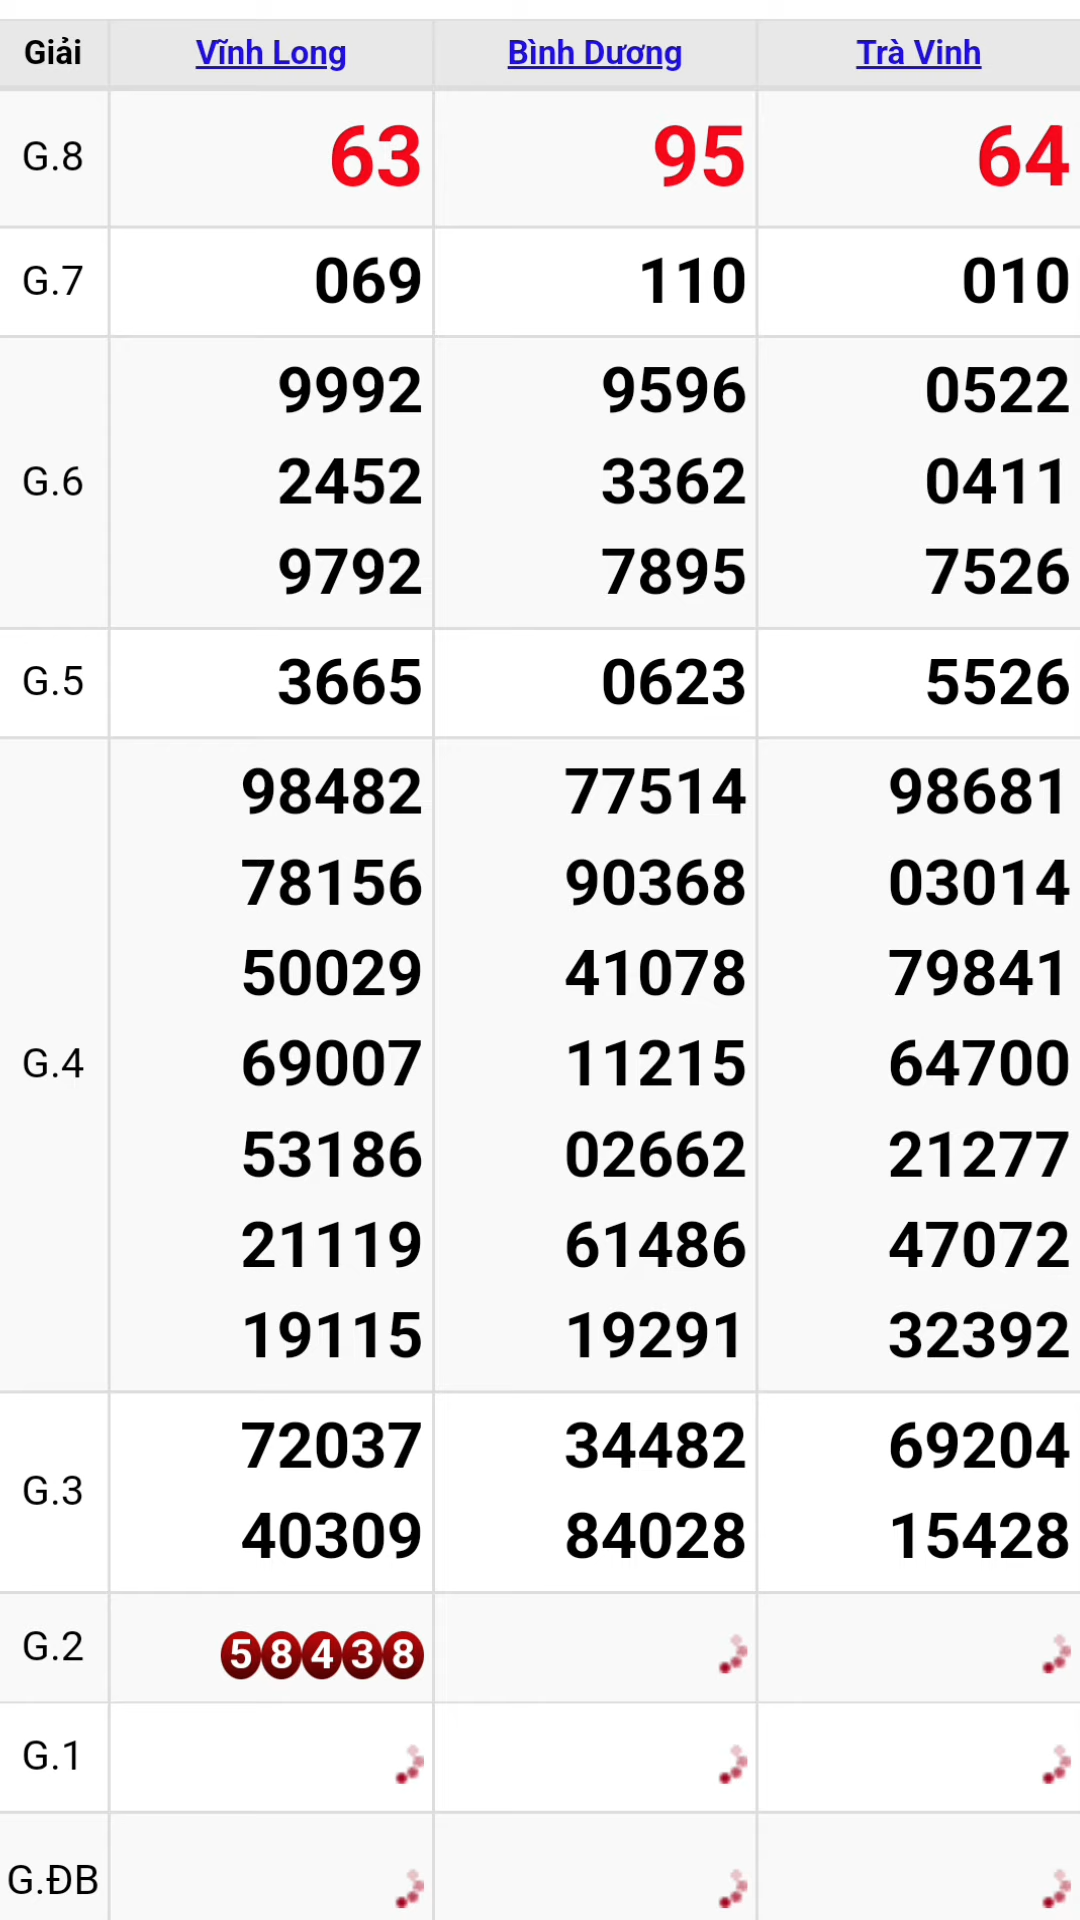 Giải Vĩnh Long Bình Dương Trà Vinh
G.8 63 95 64
G.7 069 110 010
9992 9596 0522
G.6 2452 3362 0411
9792 7895 7526
G.5 3665 0623 5526
98482 77514 98681
78156 90368 03014
50029 41078 79841
G.4 69007 11215 64700
53186 02662 21277
21119 61486 47072
19115 19291 32392
72037 34482 69204
G.3
40309 84028 15428
G.2 58438
G.1
G.ĐB